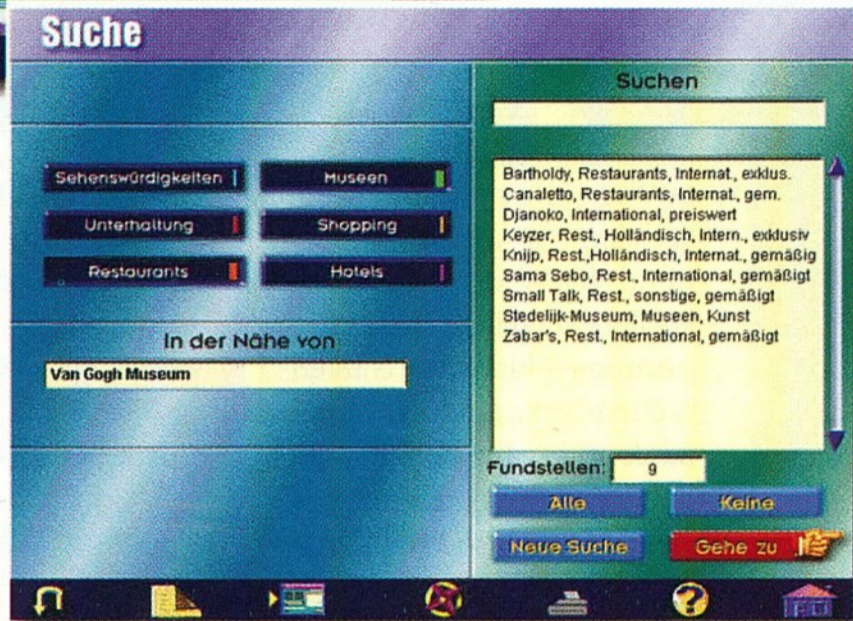 Suche
Sehenswürdigkeiten
Museen
Unterhaltung
Shopping
Restaurants
Hotels
In der Nähe von
Van Gogh Museum
Suchen
Bartholdy, Restaurants, Internat., exklus.
Canaletto, Restaurants, Internat., gem.
Djanoko, International, preiswert
Keyzer, Rest., Holländisch, Intern., exklusiv
Knijp, Rest.,Holländisch, Internat., gemäßig
Sama Sebo, Rest., International, gemäßigt
Small Talk, Rest., sonstige, gemäßigt
Stedelijk-Museum, Museen, Kunst
Zabar's, Rest., International, gemäßigt
Fundstellen: 9
Alle
Keine
Neue Suche
Gehe zu